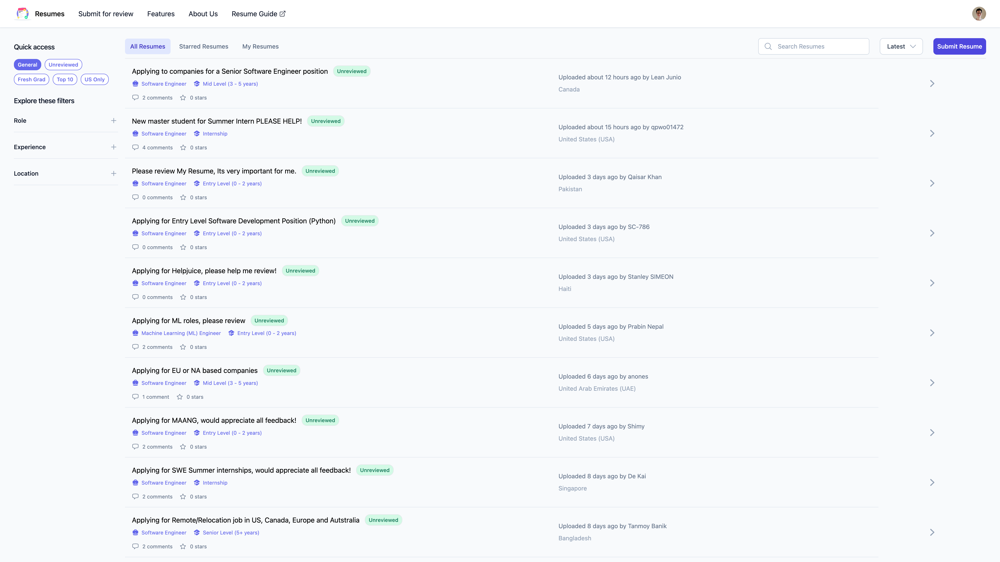 Resumes Submit for review Features About Us Resume Guide
Quick access
General Unreviewed
Fresh Grad Top 10 US Only
Explore these filters
Role
Experience
Location
All Resumes Starred Resumes My Resumes Search Resumes Latest Submit Resume
Applying to companies for a Senior Software Engineer position Unreviewed
Software Engineer Mid Level (3 - 5 years)
2 comments 0 stars
Uploaded about 12 hours ago by Lean Junio
Canada
New master student for Summer Intern PLEASE HELP! Unreviewed
Software Engineer Internship
4 comments 0 stars
Uploaded about 15 hours ago by qpwo01472
United States (USA)
Please review My Resume, Its very important for me. Unreviewed
Software Engineer Entry Level (0 - 2 years)
0 comments 0 stars
Uploaded 3 days ago by Qaisar Khan
Pakistan
Applying for Entry Level Software Development Position (Python) Unreviewed
Software Engineer Entry Level (0 - 2 years)
0 comments 0 stars
Uploaded 3 days ago by SC-786
United States (USA)
Applying for Helpjuice, please help me review! Unreviewed
Software Engineer Entry Level (0 - 2 years)
0 comments 0 stars
Uploaded 3 days ago by Stanley SIMEON
Haiti
Applying for ML roles, please review Unreviewed
Machine Learning (ML) Engineer Entry Level (0 - 2 years)
2 comments 0 stars
Uploaded 5 days ago by Prabin Nepal
United States (USA)
Applying for EU or NA based companies Unreviewed
Software Engineer Mid Level (3 - 5 years)
1 comment 0 stars
Uploaded 6 days ago by anones
United Arab Emirates (UAE)
Applying for MAANG, would appreciate all feedback! Unreviewed
Software Engineer Entry Level (0 - 2 years)
2 comments 0 stars
Uploaded 7 days ago by Shimy
United States (USA)
Applying for SWE Summer internships, would appreciate all feedback! Unreviewed
Software Engineer Internship
2 comments 0 stars
Uploaded 8 days ago by De Kai
Singapore
Applying for Remote/Relocation job in US, Canada, Europe and Autstralia Unreviewed
Software Engineer Senior Level (5+ years)
2 comments 0 stars
Uploaded 8 days ago by Tanmoy Banik
Bangladesh